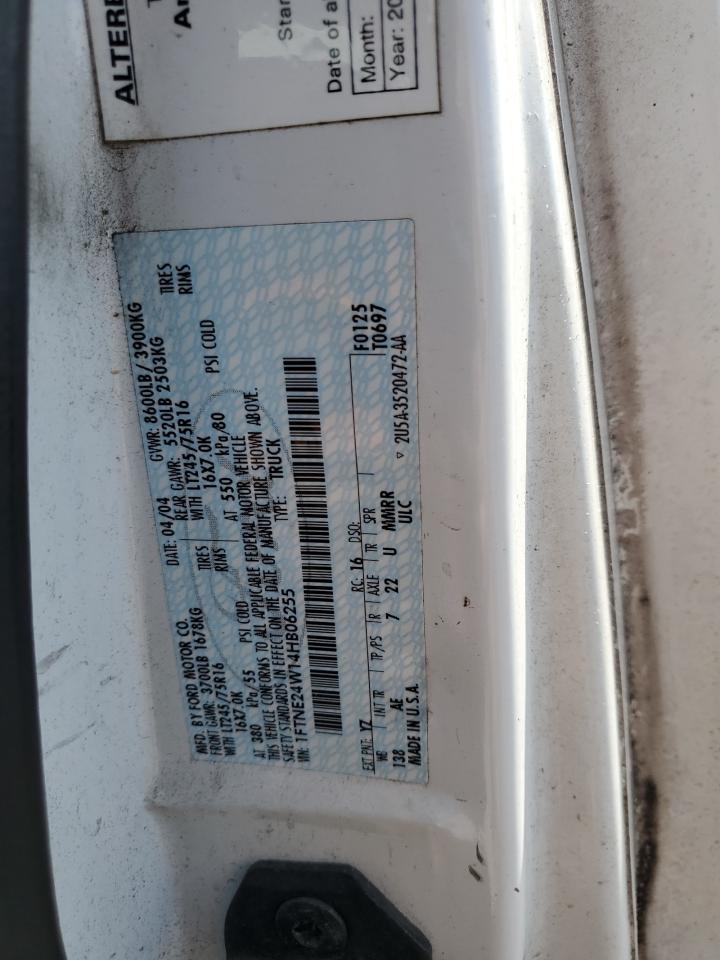 MFD. BY FORD MOTOR CO. DATE: 04/04 GVWR: 8600LB/3900KG
FRONT GAWR: 3700LB 1678KG REAR GAWR: 5520LB 2503KG
WITH LT245/75R16 TIRES WITH LT245/75R16 TIRES
16X7.0K RIMS 16X7.0K RIMS
AT 380 kPa/55 PSI COLD AT 550 kPa/80 PSI COLD
THIS VEHICLE CONFORMS TO ALL APPLICABLE FEDERAL MOTOR VEHICLE
SAFETY STANDARDS IN EFFECT ON THE DATE OF MANUFACTURE SHOWN ABOVE.
VIN: 1FTNE24W14HB06255 TYPE: TRUCK
F0125
T0697
EXT PNT: YZ RC: 16 DSO:
WB INT TR TP/PS R AXLE TR SPR
138 AE 7 22 U MMRR
MADE IN U.S.A. ULC
▽ 2U5A-3520472-AA
ALTERE
Star
Date of a
Month:
Year: 20